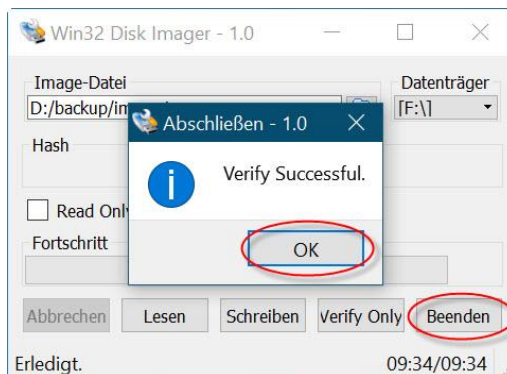 Win32 Disk Imager - 1.0
Image-Datei
Datenträger
D:/backup/im
[F:\]
Hash
Abschließen - 1.0
Verify Successful.
OK
Read Only
Fortschritt
Abbrechen
Lesen
Schreiben
Verify Only
Beenden
Erledigt.
09:34/09:34